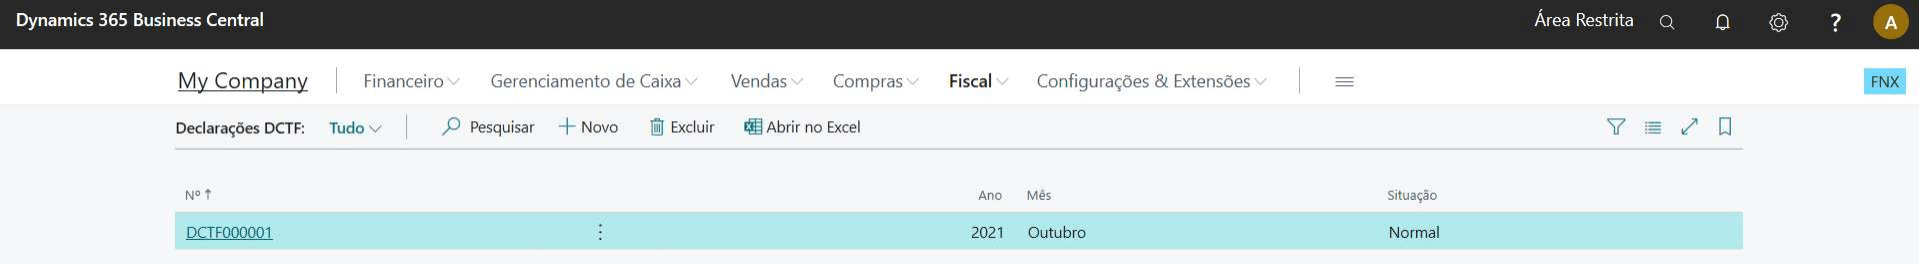 Dynamics 365 Business Central Área Restrita ? A
My Company Financeiro Gerenciamento de Caixa Vendas Compras Fiscal Configurações & Extensões FNX
Declarações DCTF: Tudo Pesquisar Novo Excluir Abrir no Excel
Nº ↑ Ano Mês Situação
DCTF000001 2021 Outubro Normal